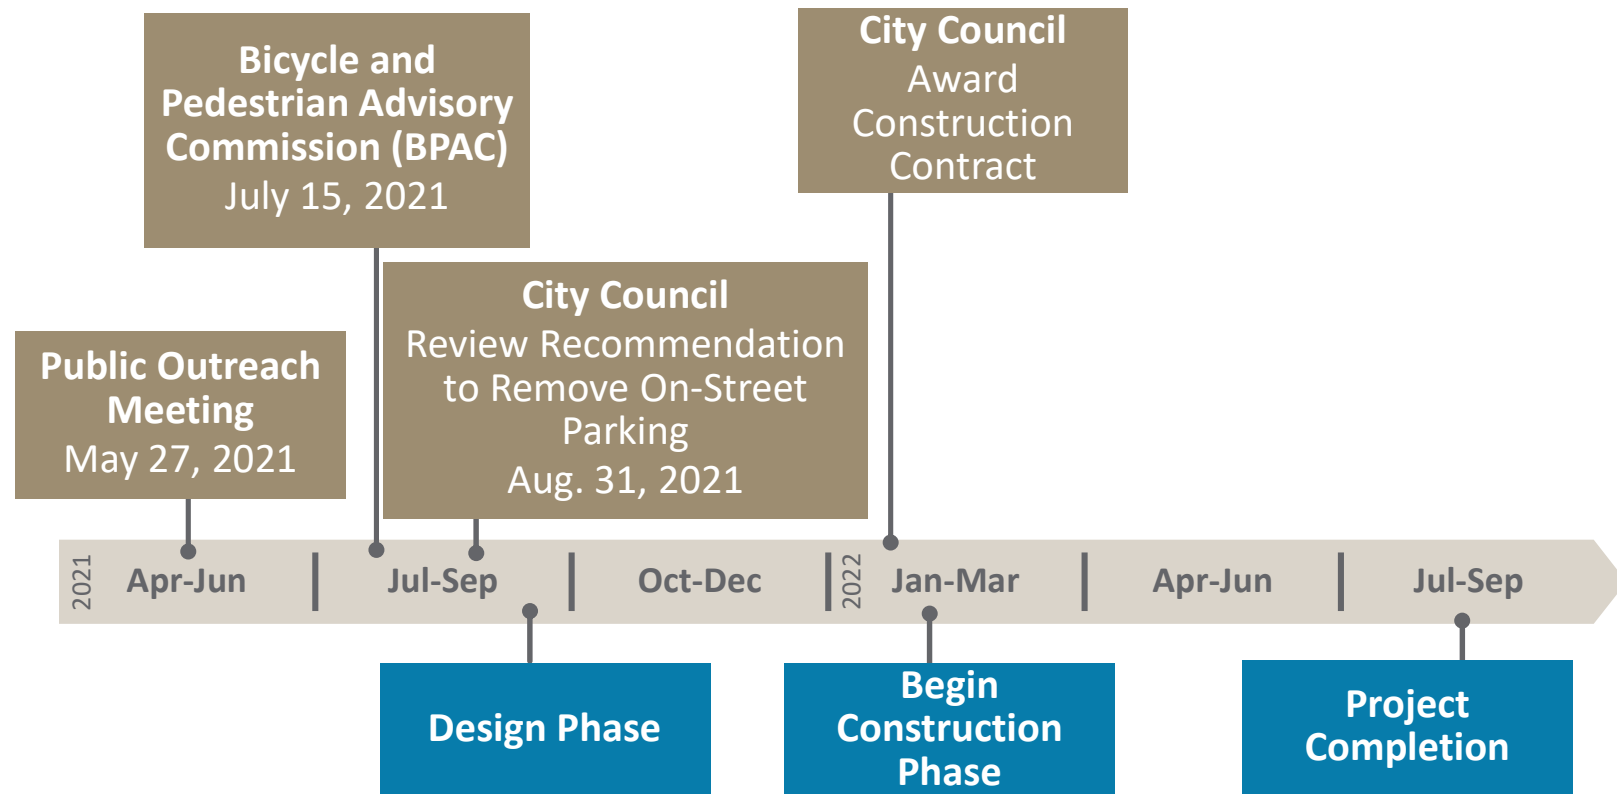 Bicycle and
Pedestrian Advisory
Commission (BPAC)
July 15, 2021
City Council
Award
Construction
Contract
City Council
Review Recommendation
to Remove On-Street
Parking
Aug. 31, 2021
Public Outreach
Meeting
May 27, 2021
2021
Apr-Jun
Jul-Sep
Oct-Dec
2022
Jan-Mar
Apr-Jun
Jul-Sep
Design Phase
Begin
Construction
Phase
Project
Completion